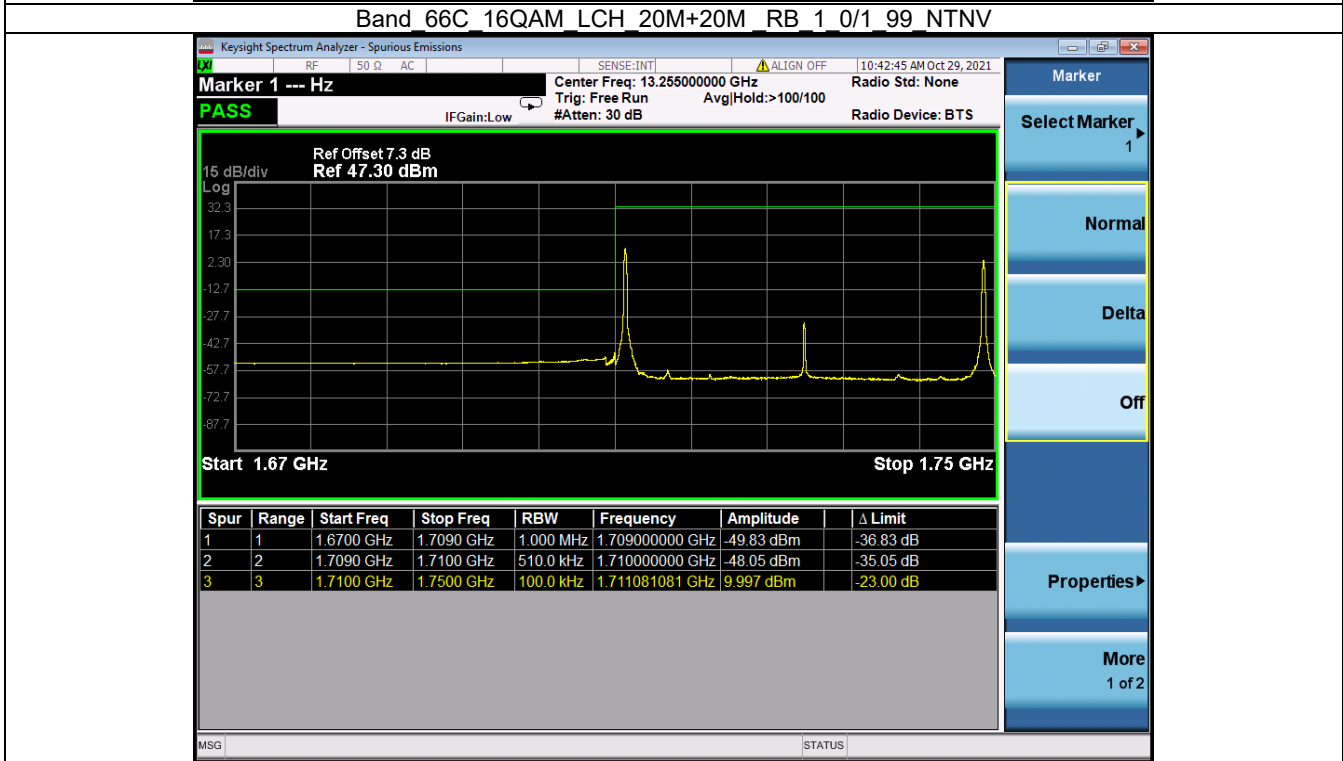 Band_66C_16QAM_LCH_20M+20M _RB_1_0/1_99_NTNV
Keysight Spectrum Analyzer - Spurious Emissions
LXI RF 50 Ω AC SENSE:INT ALIGN OFF 10:42:45 AM Oct 29, 2021
Marker 1 --- Hz
Center Freq: 13.255000000 GHz Radio Std: None
Trig: Free Run Avg|Hold:>100/100
PASS
IFGain:Low #Atten: 30 dB Radio Device: BTS
Ref Offset 7.3 dB
15 dB/div Ref 47.30 dBm
Log
32.3
17.3
2.30
-12.7
-27.7
-42.7
-57.7
-72.7
-87.7
Start 1.67 GHz Stop 1.75 GHz
Spur Range Start Freq Stop Freq RBW Frequency Amplitude Δ Limit
1 1 1.6700 GHz 1.7090 GHz 1.000 MHz 1.709000000 GHz -49.83 dBm -36.83 dB
2 2 1.7090 GHz 1.7100 GHz 510.0 kHz 1.710000000 GHz -48.05 dBm -35.05 dB
3 3 1.7100 GHz 1.7500 GHz 100.0 kHz 1.711081081 GHz 9.997 dBm -23.00 dB
MSG STATUS
Marker
Select Marker
1
Normal
Delta
Off
Properties
More
1 of 2